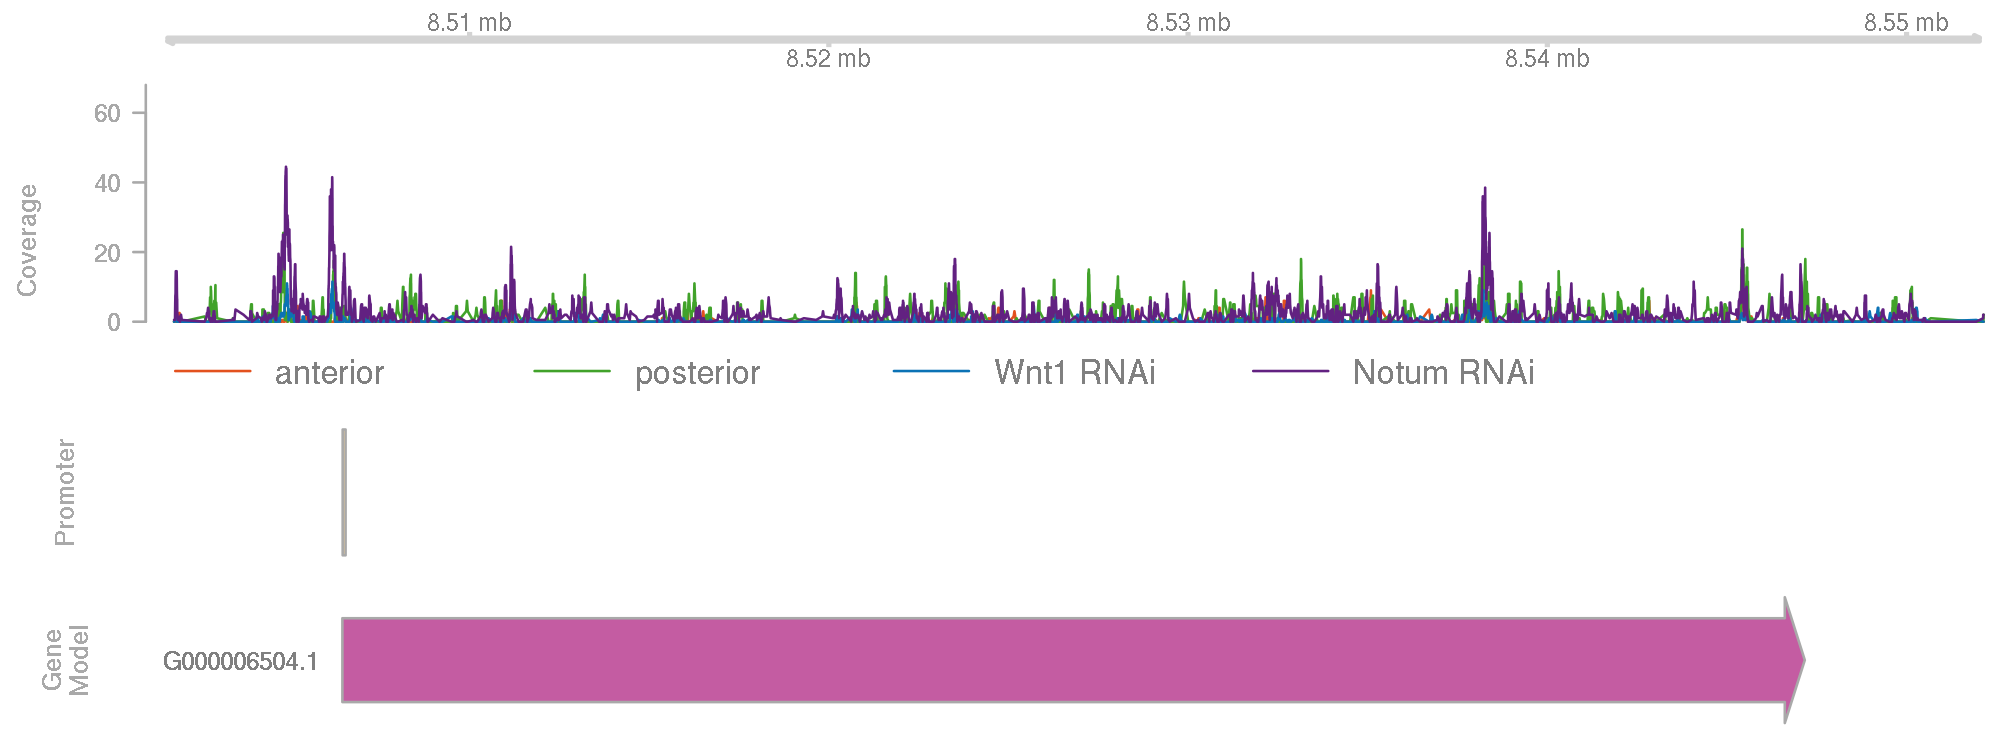 8.51 mb
8.53 mb
8.55 mb
8.52 mb
8.54 mb
Coverage
60
40
20
0
anterior
posterior
Wnt1 RNAi
Notum RNAi
Promoter
Gene
Model
G000006504.1